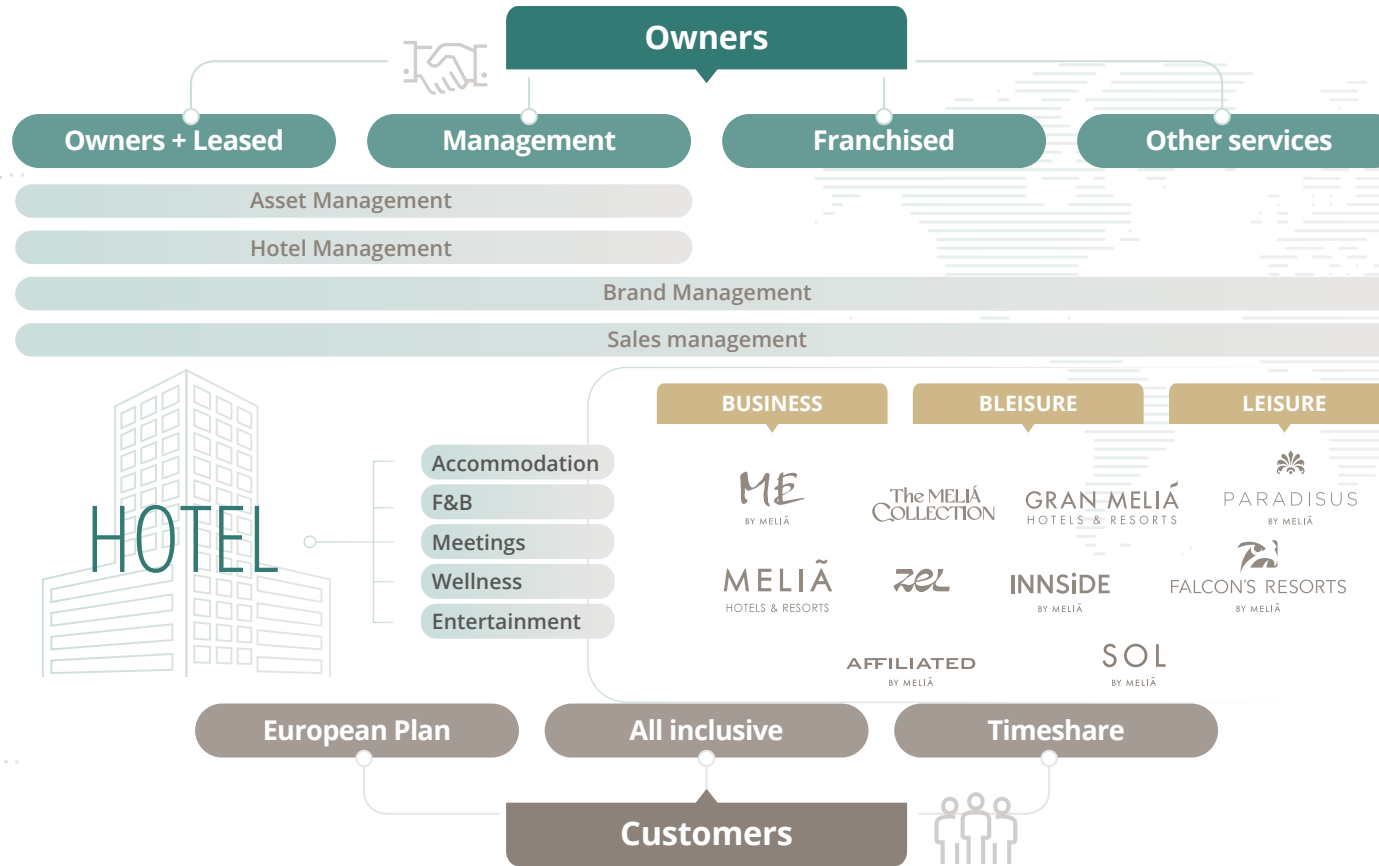 Owners
Owners + Leased
Management
Franchised
Other services
Asset Management
Hotel Management
Brand Management
Sales management
HOTEL
Accommodation
F&B
Meetings
Wellness
Entertainment
BUSINESS
BLEISURE
LEISURE
ME
BY MELIÃ
The MELIÁ
COLLECTION
GRAN MELIÁ
HOTELS & RESORTS
PARADISUS
BY MELIÃ
MELIÃ
HOTELS & RESORTS
ZEL
INNSiDE
BY MELIÃ
FALCON'S RESORTS
BY MELIÃ
AFFILIATED
BY MELIÃ
SOL
BY MELIÃ
European Plan
All inclusive
Timeshare
Customers